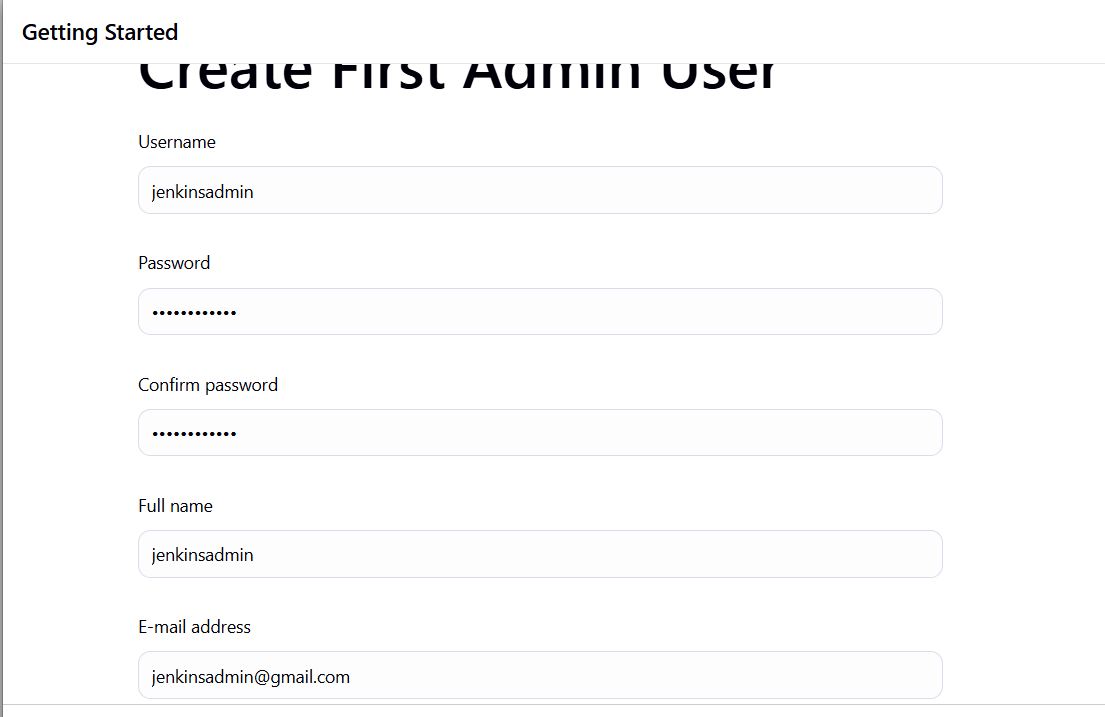 Getting Started
Create First Admin User
Username
jenkinsadmin
Password
••••••••••••
Confirm password
••••••••••••
Full name
jenkinsadmin
E-mail address
jenkinsadmin@gmail.com